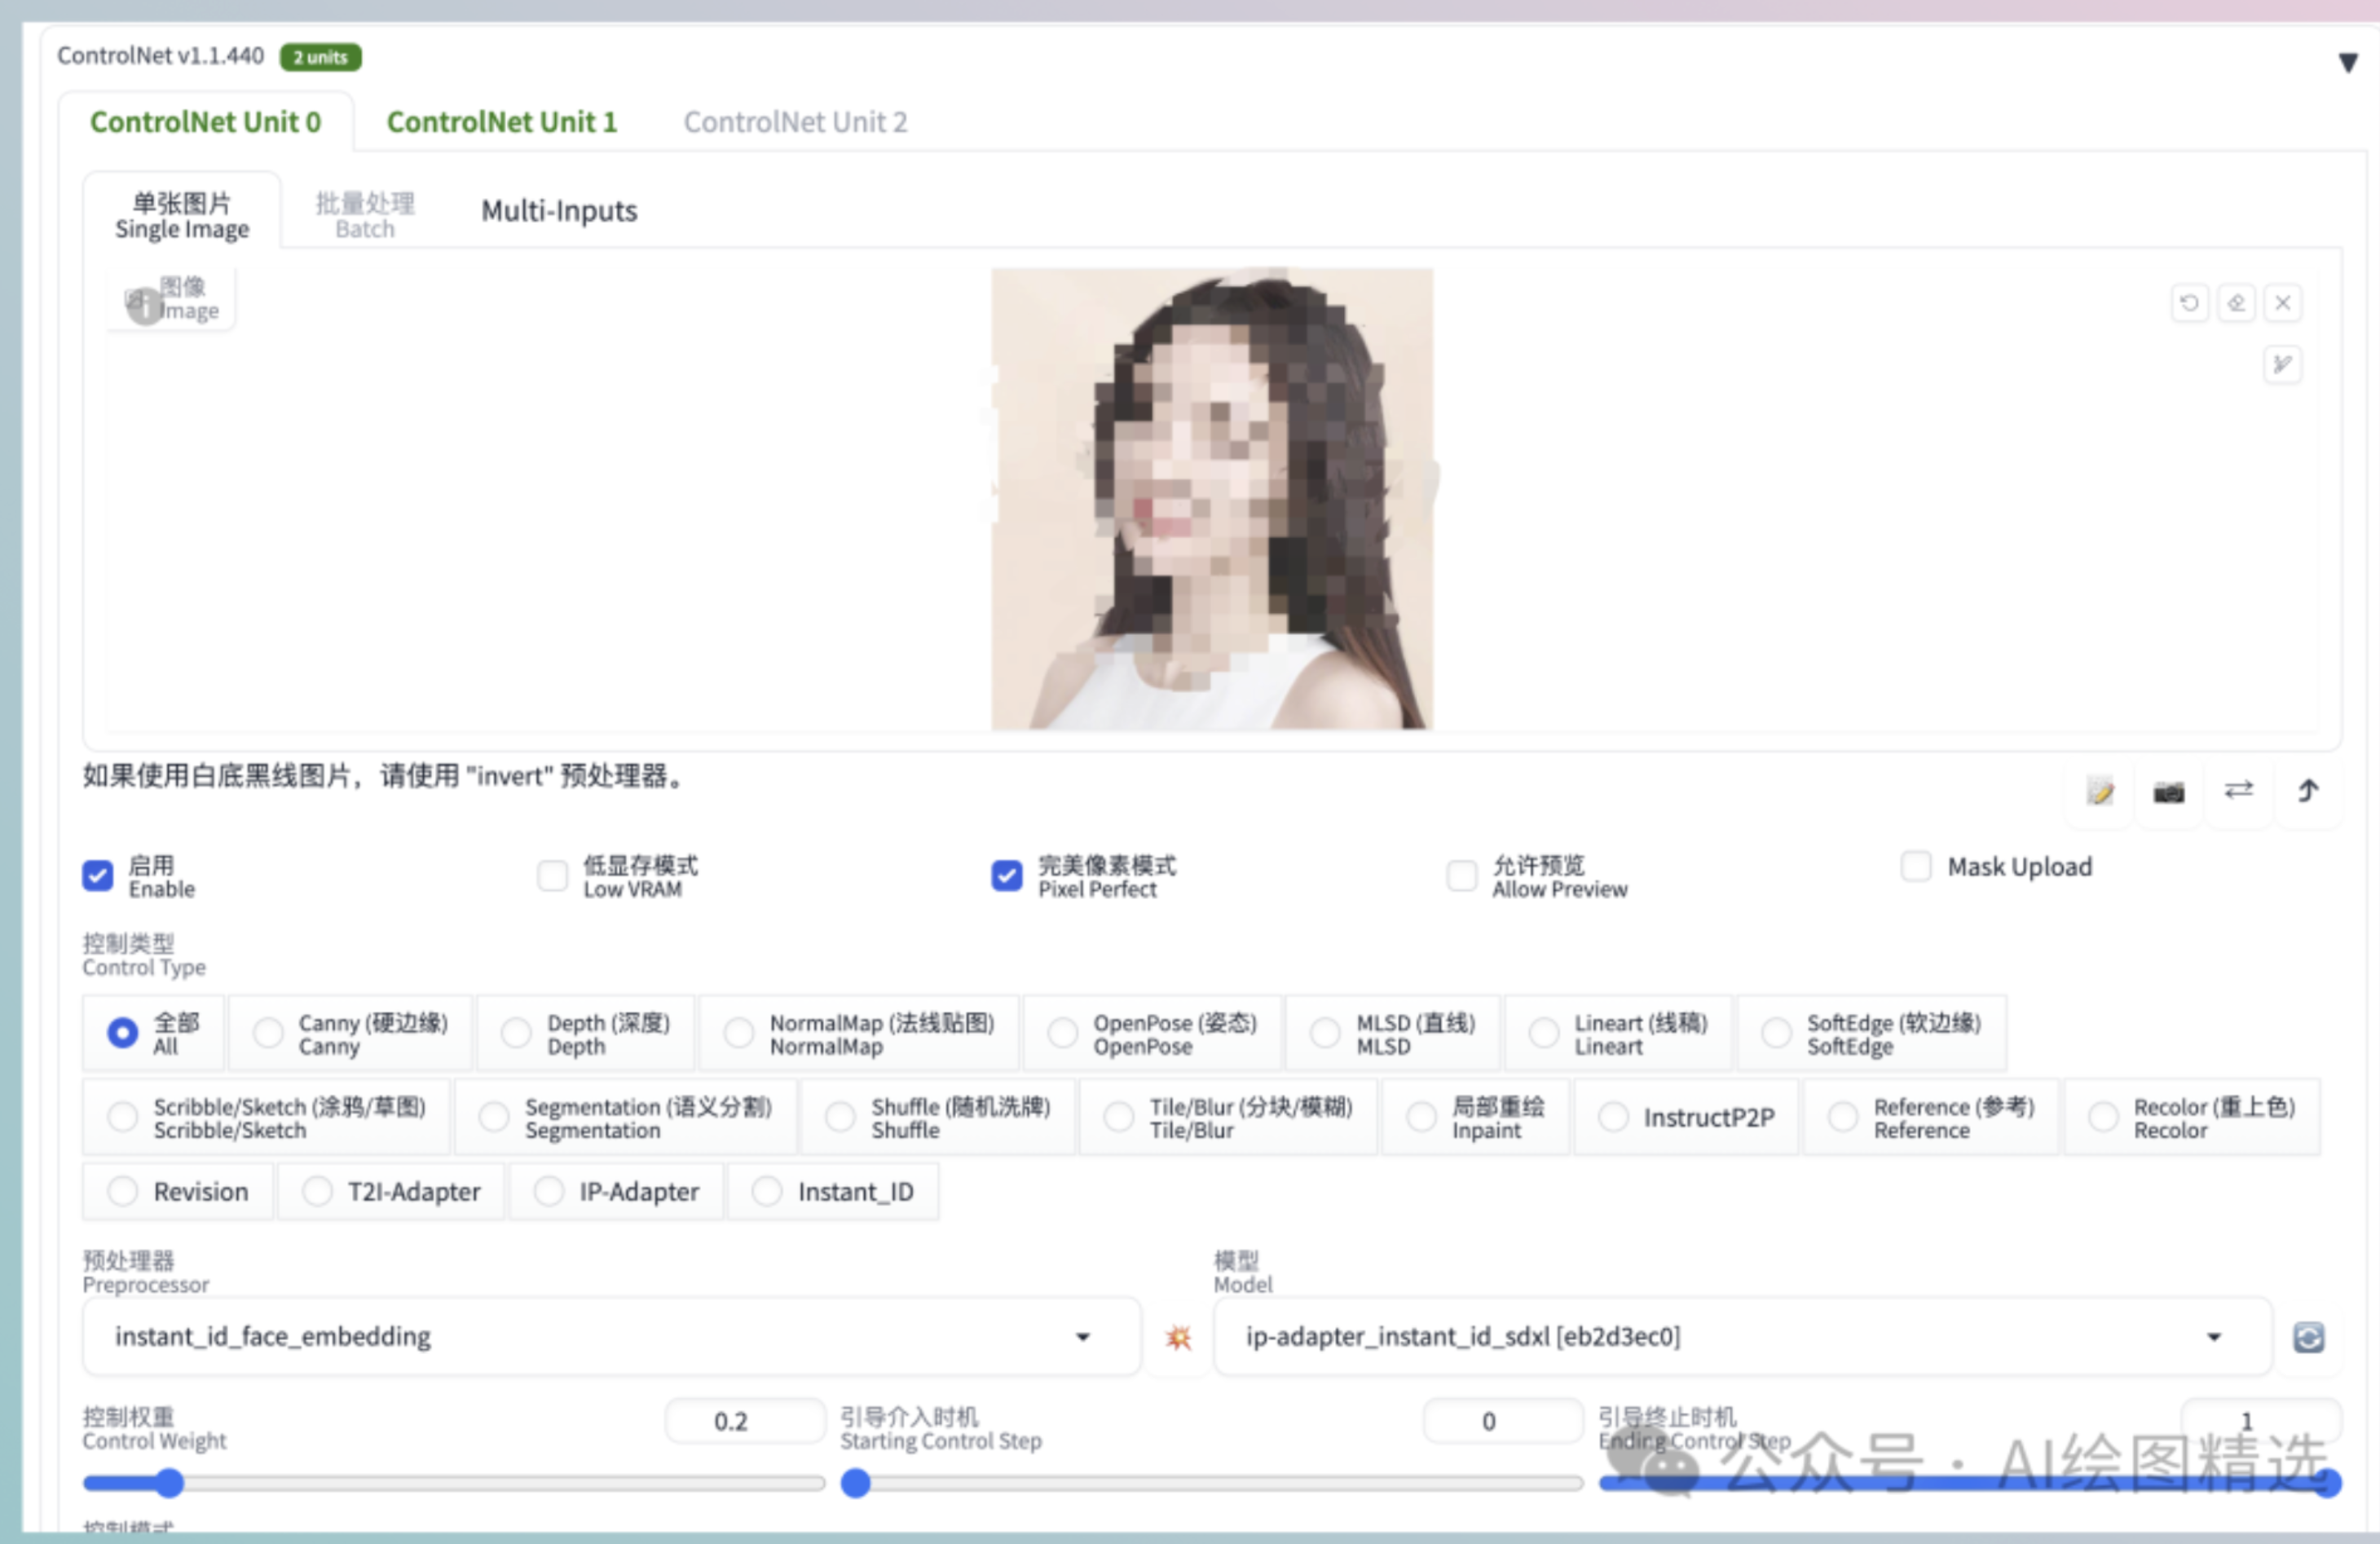 ControlNet v1.1.440 2 units
ControlNet Unit 0 ControlNet Unit 1 ControlNet Unit 2
单张图片 批量处理 Multi-Inputs
Single Image Batch
图像
Image
如果使用白底黑线图片，请使用 "invert" 预处理器。
启用 低显存模式 完美像素模式 允许预览 Mask Upload
Enable Low VRAM Pixel Perfect Allow Preview
控制类型
Control Type
全部 Canny (硬边缘) Depth (深度) NormalMap (法线贴图) OpenPose (姿态) MLSD (直线) Lineart (线稿) SoftEdge (软边缘)
All Canny Depth NormalMap OpenPose MLSD Lineart SoftEdge
Scribble/Sketch (涂鸦/草图) Segmentation (语义分割) Shuffle (随机洗牌) Tile/Blur (分块/模糊) 局部重绘 InstructP2P Reference (参考) Recolor (重上色)
Scribble/Sketch Segmentation Shuffle Tile/Blur Inpaint Reference Recolor
Revision T2I-Adapter IP-Adapter Instant_ID
预处理器 模型
Preprocessor Model
instant_id_face_embedding ip-adapter_instant_id_sdxl [eb2d3ec0]
控制权重 0.2 引导介入时机 0 引导终止时机 1
Control Weight Starting Control Step Ending Control Step
公众号 · AI绘图精选
控制模式